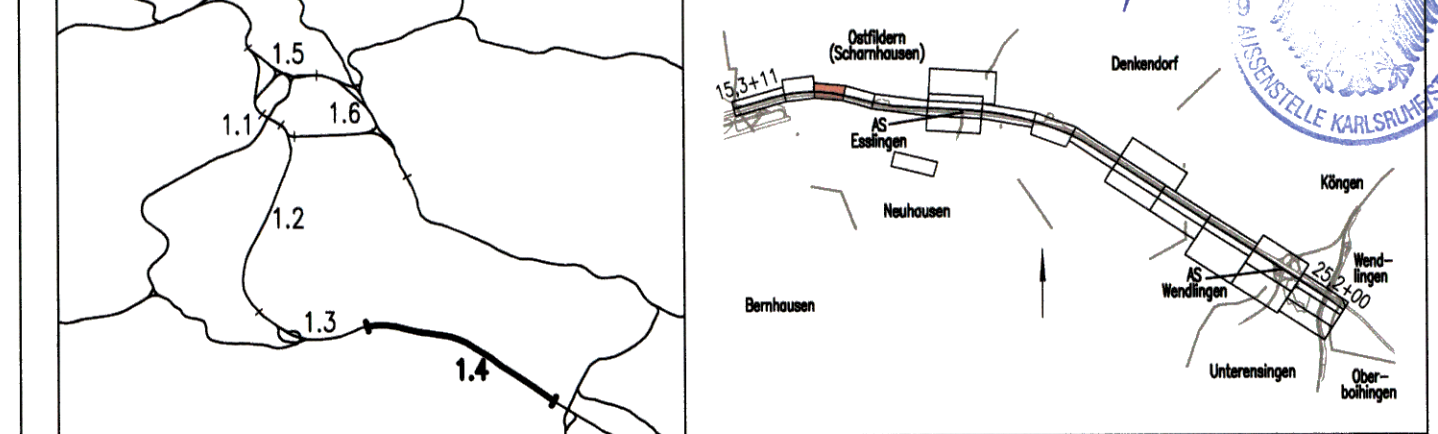 1.5
1.6
1.1
1.2
1.3
1.4
Ostfildern
(Scharnhausen)
Denkendorf
15,3+11
AS
Esslingen
Neuhausen
Köngen
Wend-
lingen
AS
Wendlingen
25,2+00
Bernhausen
Unterensingen
Ober-
boihingen
AUSSENSTELLE KARLSRUHE/